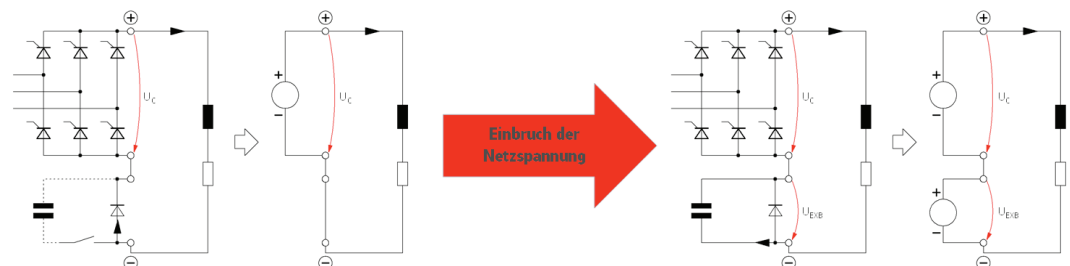 +
+
+
+
U_C
+
−
U_C
Einbruch der
Netzspannung
U_C
+
−
U_C
U_EXB
+
−
U_EXB
−
−
−
−